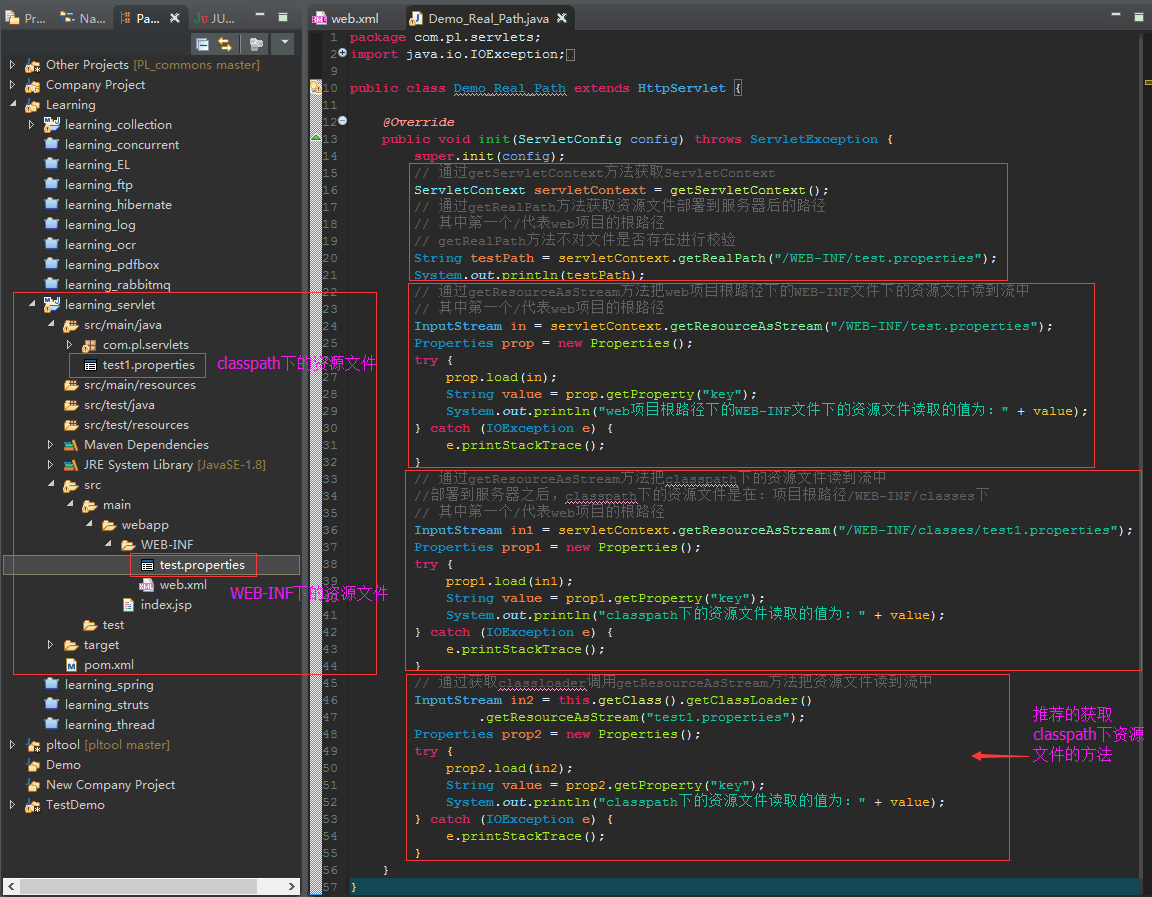 Pr...
Na...
Pa...
JU...
Other Projects [PL_commons master]
Company Project
Learning
learning_collection
learning_concurrent
learning_EL
learning_ftp
learning_hibernate
learning_log
learning_ocr
learning_pdfbox
learning_rabbitmq
learning_servlet
src/main/java
com.pl.servlets
test1.properties
classpath下的资源文件
src/main/resources
src/test/java
src/test/resources
Maven Dependencies
JRE System Library [JavaSE-1.8]
src
main
webapp
WEB-INF
test.properties
web.xml
WEB-INF下的资源文件
index.jsp
test
target
pom.xml
learning_spring
learning_struts
learning_thread
pltool [pltool master]
Demo
New Company Project
TestDemo
web.xml
Demo_Real_Path.java
1 package com.pl.servlets;
2 import java.io.IOException;
9
10 public class Demo_Real_Path extends HttpServlet {
11
12 @Override
13 public void init(ServletConfig config) throws ServletException {
14 super.init(config);
15 // 通过getServletContext方法获取ServletContext
16 ServletContext servletContext = getServletContext();
17 // 通过getRealPath方法获取资源文件部署到服务器后的路径
18 // 其中第一个/代表web项目的根路径
19 // getRealPath方法不对文件是否存在进行校验
20 String testPath = servletContext.getRealPath("/WEB-INF/test.properties");
21 System.out.println(testPath);
22 // 通过getResourceAsStream方法把web项目根路径下的WEB-INF文件下的资源文件读到流中
23 // 其中第一个/代表web项目的根路径
24 InputStream in = servletContext.getResourceAsStream("/WEB-INF/test.properties");
25 Properties prop = new Properties();
26 try {
27 prop.load(in);
28 String value = prop.getProperty("key");
29 System.out.println("web项目根路径下的WEB-INF文件下的资源文件读取的值为：" + value);
30 } catch (IOException e) {
31 e.printStackTrace();
32 }
33 // 通过getResourceAsStream方法把classpath下的资源文件读到流中
34 //部署到服务器之后，classpath下的资源文件是在：项目根路径/WEB-INF/classes下
35 // 其中第一个/代表web项目的根路径
36 InputStream in1 = servletContext.getResourceAsStream("/WEB-INF/classes/test1.properties");
37 Properties prop1 = new Properties();
38 try {
39 prop1.load(in1);
40 String value = prop1.getProperty("key");
41 System.out.println("classpath下的资源文件读取的值为：" + value);
42 } catch (IOException e) {
43 e.printStackTrace();
44 }
45 // 通过获取classloader调用getResourceAsStream方法把资源文件读到流中
46 InputStream in2 = this.getClass().getClassLoader()
47 .getResourceAsStream("test1.properties");
48 Properties prop2 = new Properties();
49 try {
50 prop2.load(in2);
51 String value = prop2.getProperty("key");
52 System.out.println("classpath下的资源文件读取的值为：" + value);
53 } catch (IOException e) {
54 e.printStackTrace();
55 }
56 }
57 }
推荐的获取
classpath下资源
文件的方法